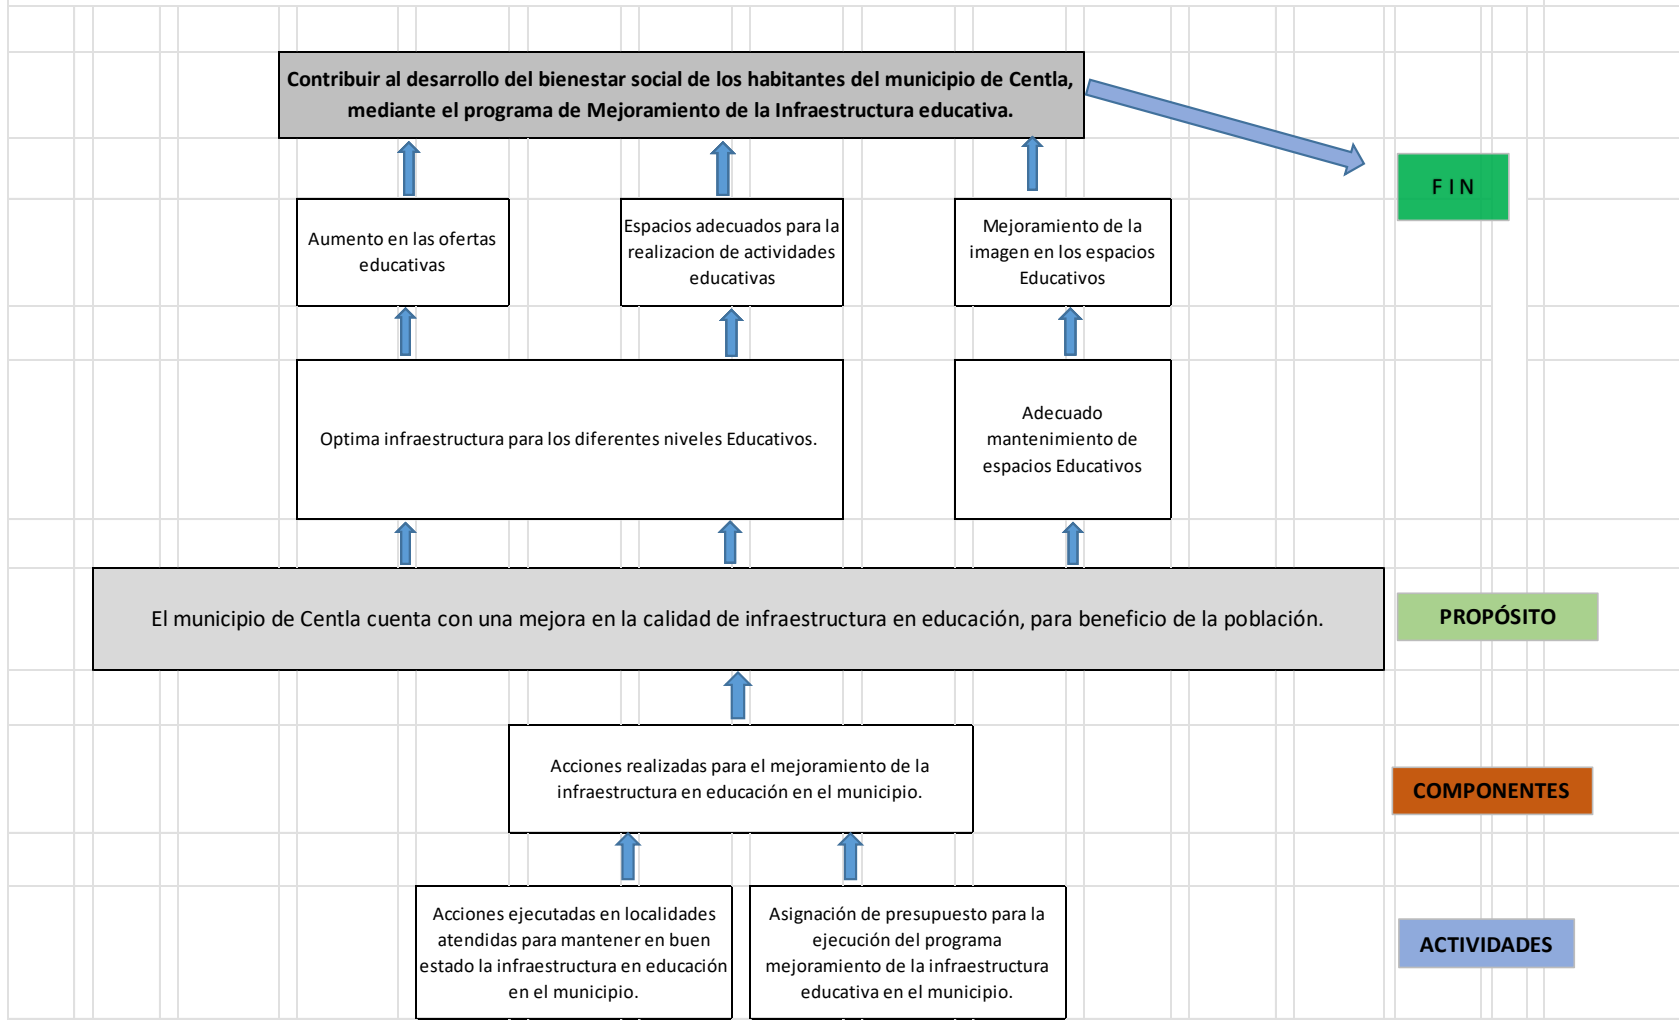 Contribuir al desarrollo del bienestar social de los habitantes del municipio de Centla,
mediante el programa de Mejoramiento de la Infraestructura educativa.
F I N
Aumento en las ofertas
educativas
Espacios adecuados para la
realizacion de actividades
educativas
Mejoramiento de la
imagen en los espacios
Educativos
Optima infraestructura para los diferentes niveles Educativos.
Adecuado
mantenimiento de
espacios Educativos
El municipio de Centla cuenta con una mejora en la calidad de infraestructura en educación, para beneficio de la población.
PROPÓSITO
Acciones realizadas para el mejoramiento de la
infraestructura en educación en el municipio.
COMPONENTES
Acciones ejecutadas en localidades
atendidas para mantener en buen
estado la infraestructura en educación
en el municipio.
Asignación de presupuesto para la
ejecución del programa
mejoramiento de la infraestructura
educativa en el municipio.
ACTIVIDADES